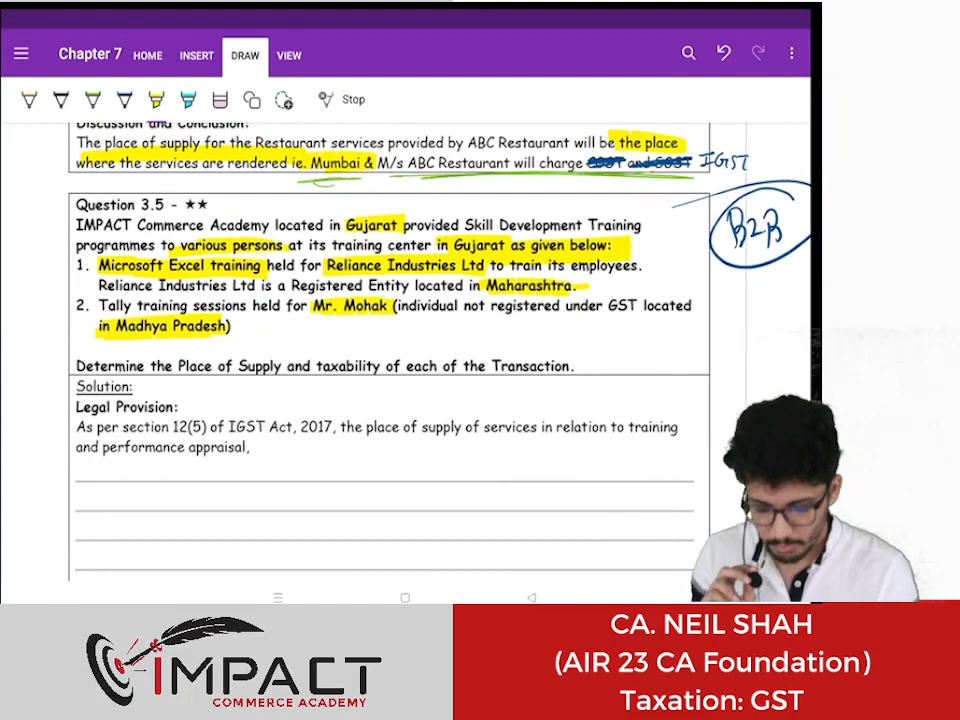 Chapter 7 HOME INSERT DRAW VIEW
Stop
Discussion and Conclusion:
The place of supply for the Restaurant services provided by ABC Restaurant will be the place
where the services are rendered ie. Mumbai & M/s ABC Restaurant will charge CGST and GGST IGST
B2B
Question 3.5 - ★★
IMPACT Commerce Academy located in Gujarat provided Skill Development Training
programmes to various persons at its training center in Gujarat as given below:
1. Microsoft Excel training held for Reliance Industries Ltd to train its employees.
Reliance Industries Ltd is a Registered Entity located in Maharashtra.
2. Tally training sessions held for Mr. Mohak (individual not registered under GST located
in Madhya Pradesh)
Determine the Place of Supply and taxability of each of the Transaction.
Solution:
Legal Provision:
As per section 12(5) of IGST Act, 2017, the place of supply of services in relation to training
and performance appraisal,
IMPACT
COMMERCE ACADEMY
CA. NEIL SHAH
(AIR 23 CA Foundation)
Taxation: GST